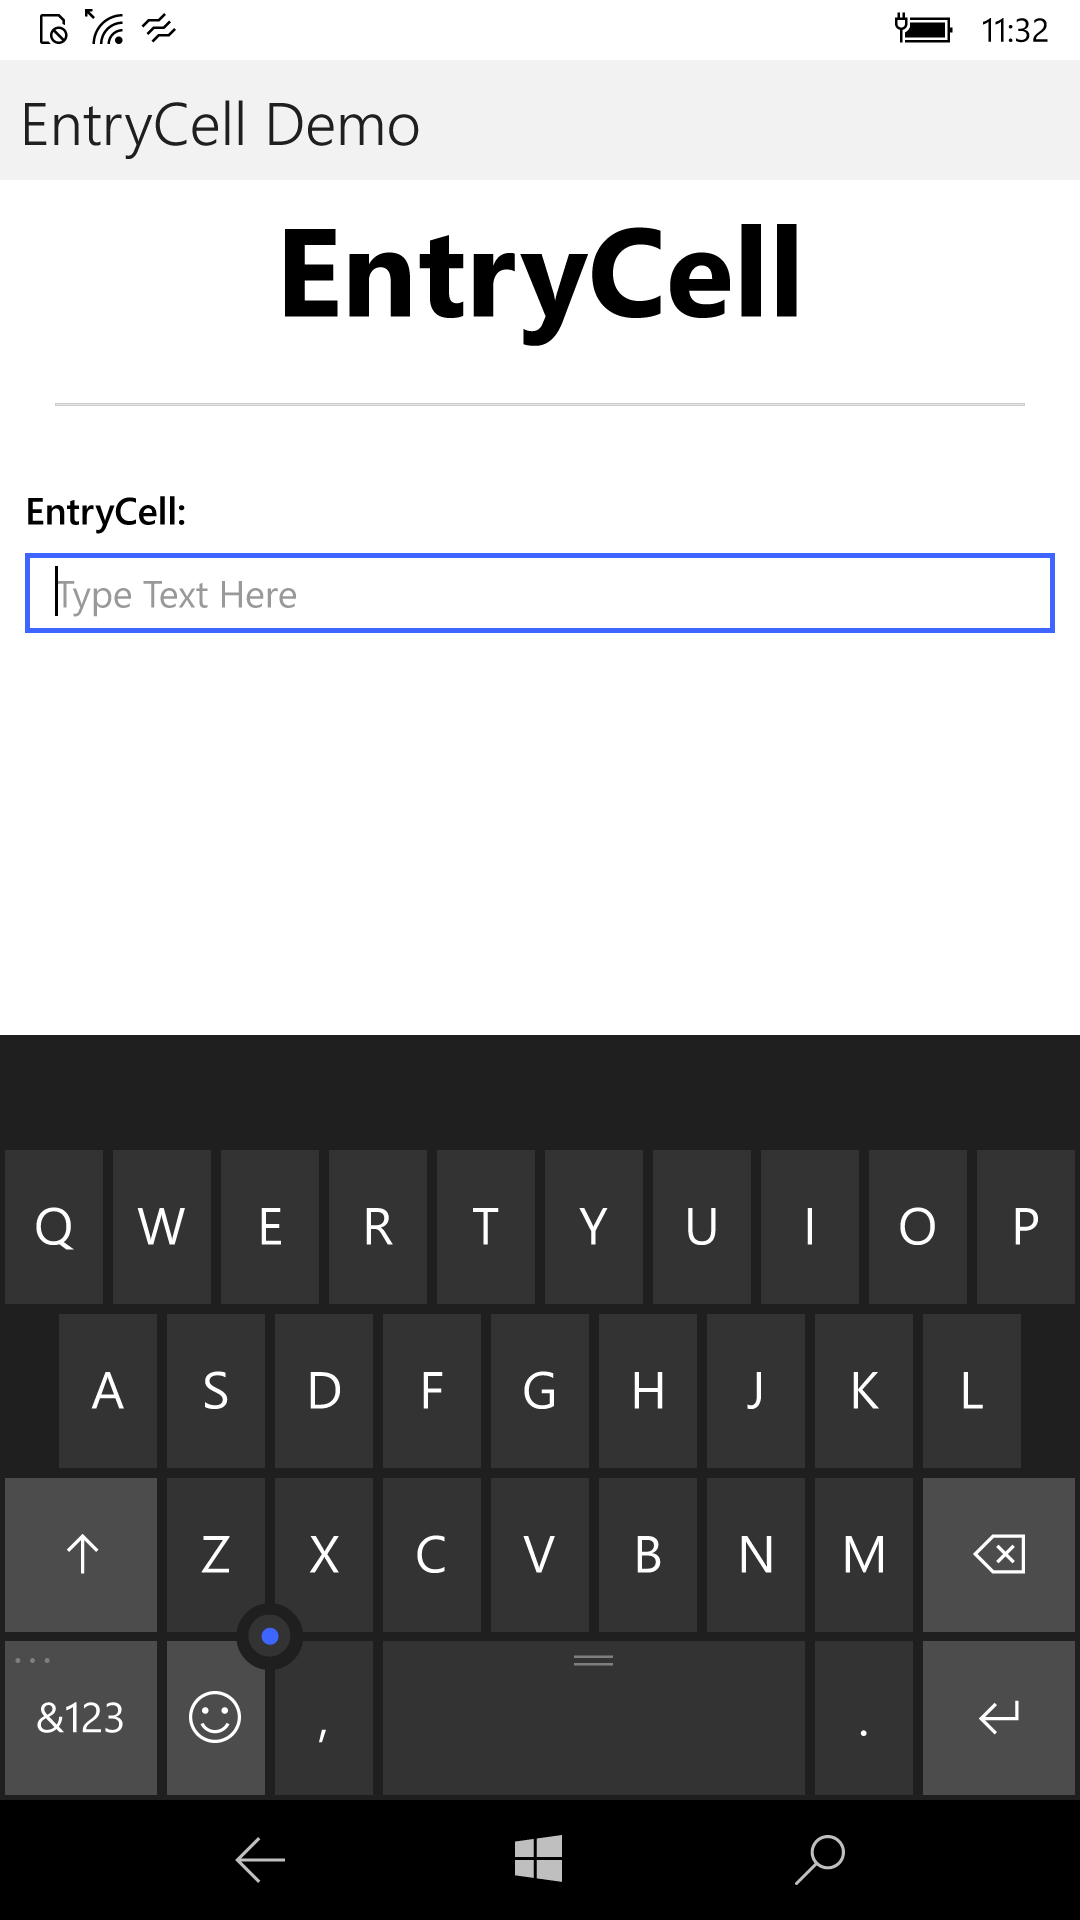 11:32
EntryCell Demo
EntryCell
EntryCell:
Type Text Here
Q W E R T Y U I O P
A S D F G H J K L
Z X C V B N M
&123 , .